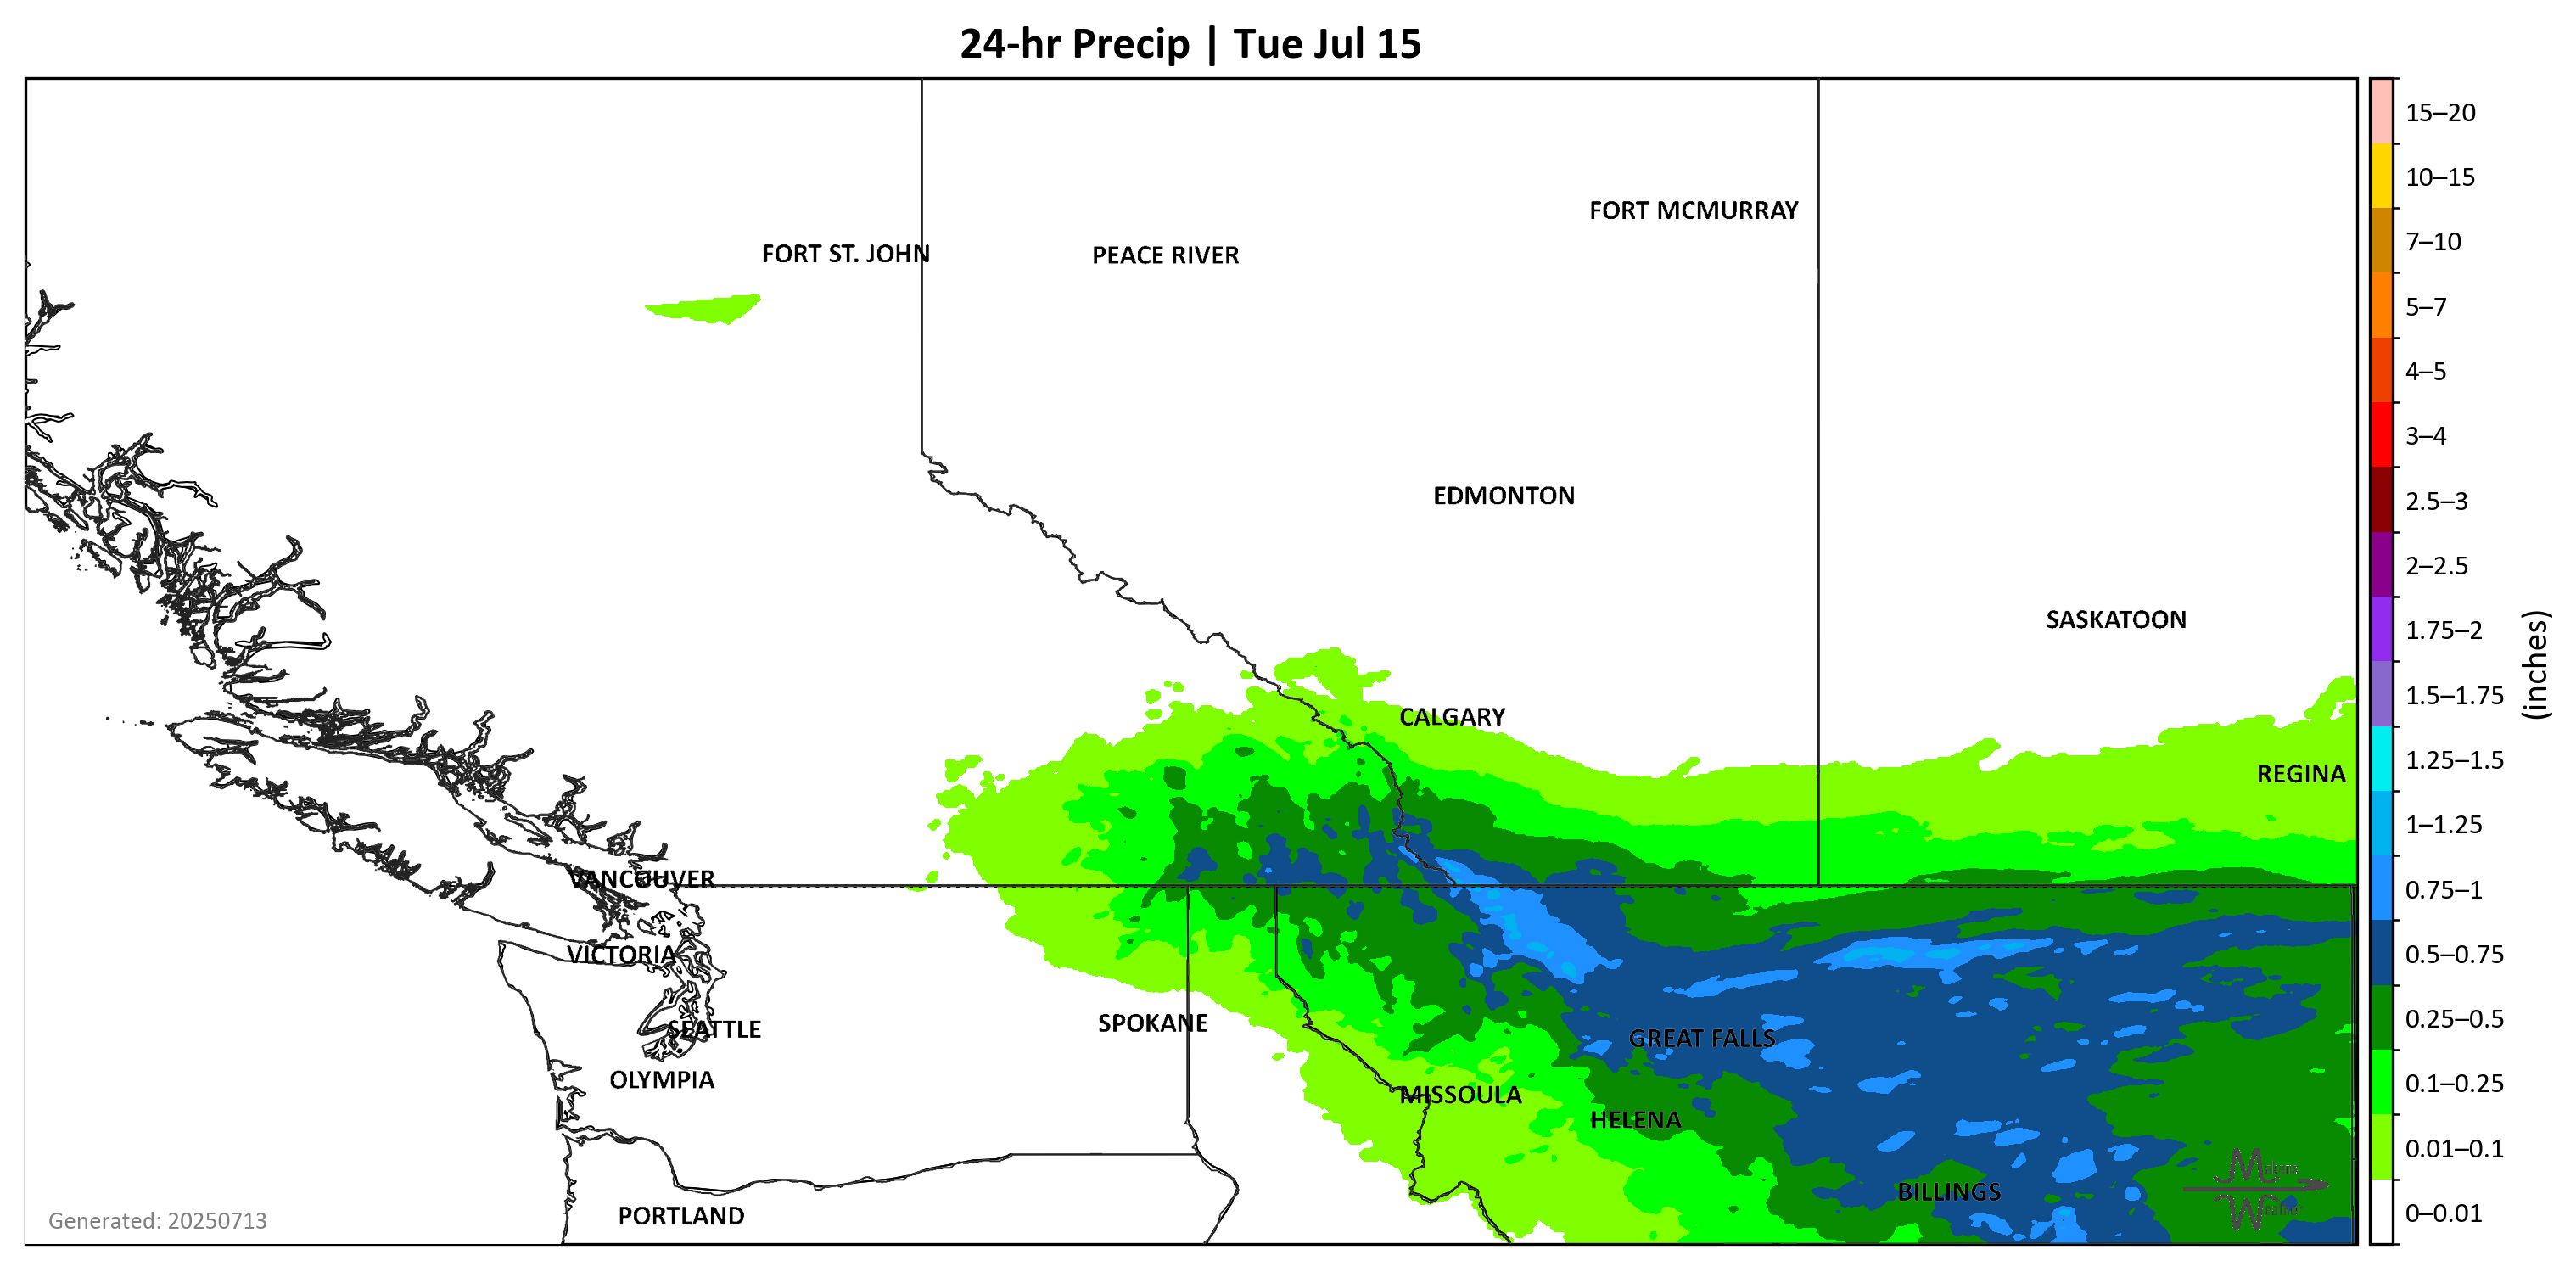 24-hr Precip | Tue Jul 15
FORT MCMURRAY
FORT ST. JOHN
PEACE RIVER
EDMONTON
SASKATOON
CALGARY
REGINA
VANCOUVER
VICTORIA
SPOKANE
SEATTLE
GREAT FALLS
OLYMPIA
MISSOULA
HELENA
BILLINGS
PORTLAND
Generated: 20250713
15–20
10–15
7–10
5–7
4–5
3–4
2.5–3
2–2.5
1.75–2
1.5–1.75
1.25–1.5
1–1.25
0.75–1
0.5–0.75
0.25–0.5
0.1–0.25
0.01–0.1
0–0.01
(inches)